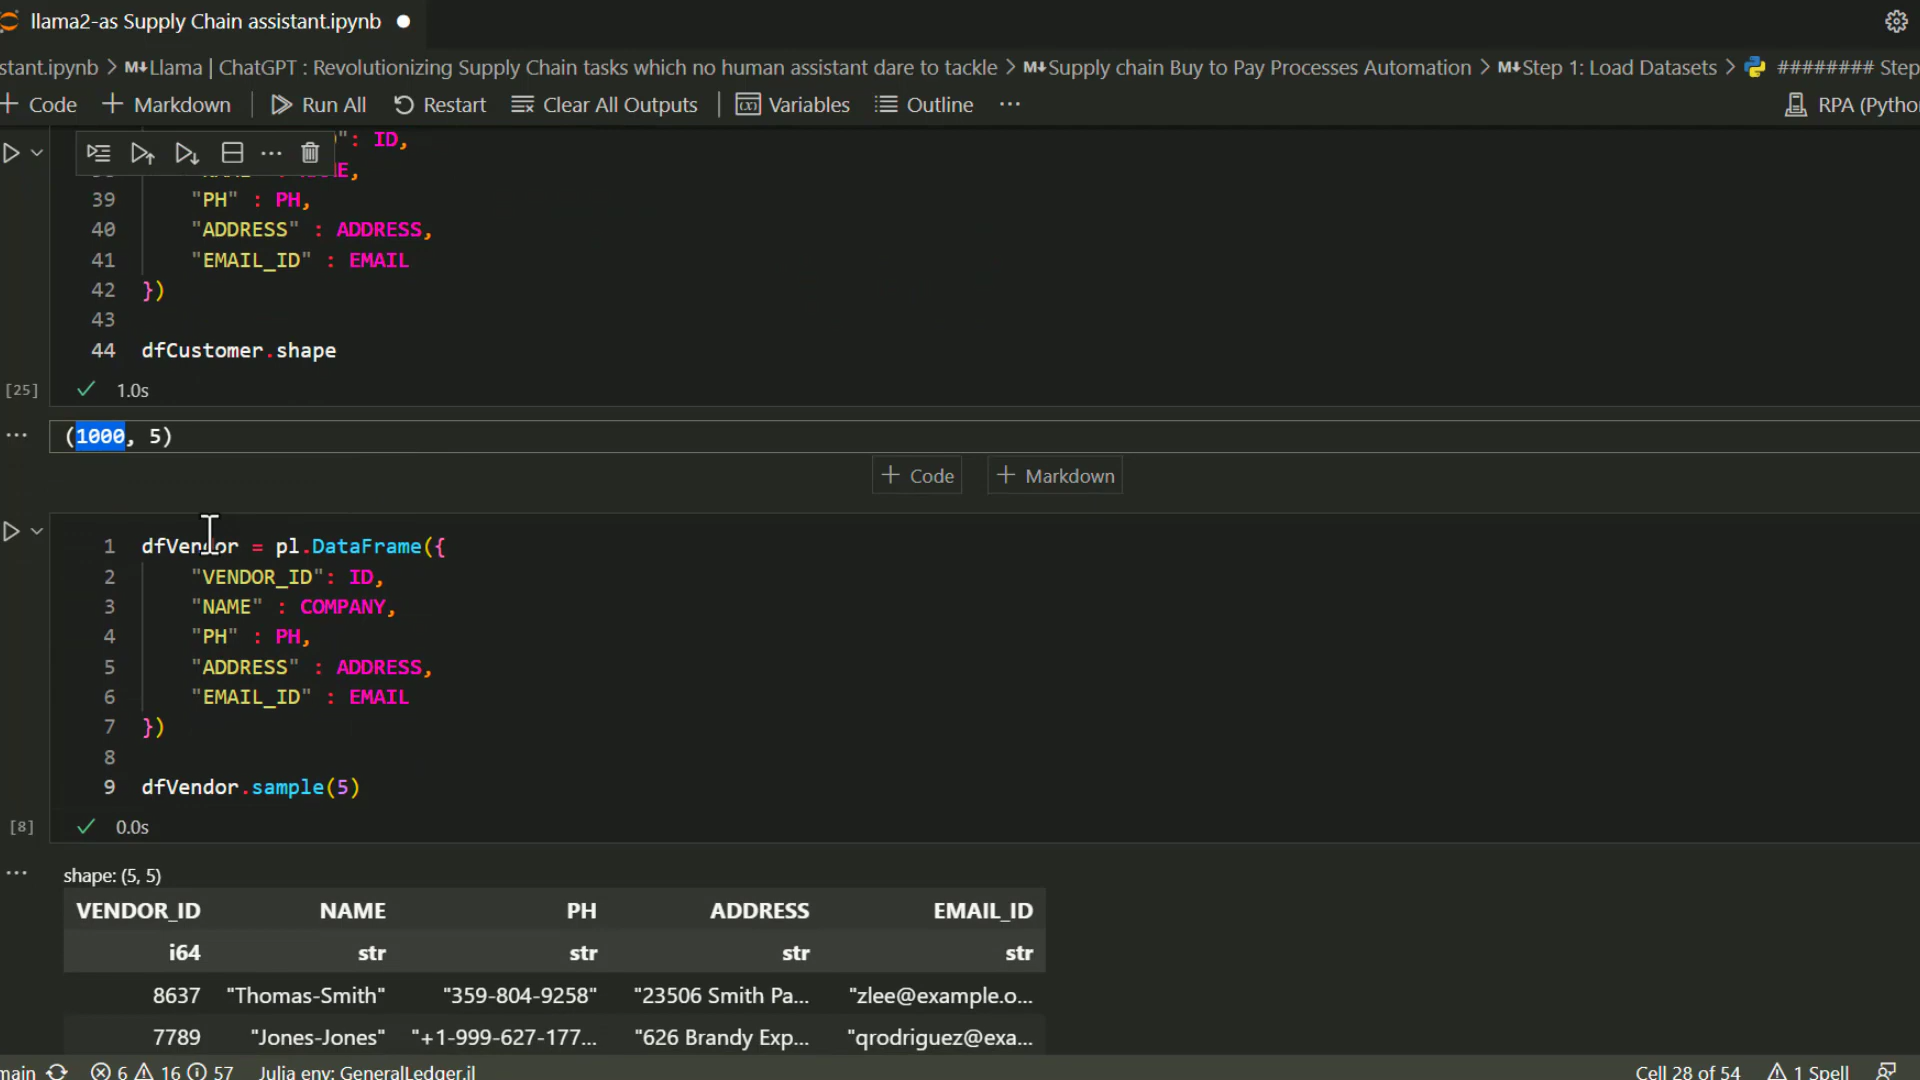 llama2-as Supply Chain assistant.ipynb
stant.ipynb > M↓Llama | ChatGPT : Revolutionizing Supply Chain tasks which no human assistant dare to tackle > M↓Supply chain Buy to Pay Processes Automation > M↓Step 1: Load Datasets > ######## Step
+ Code + Markdown Run All Restart Clear All Outputs Variables Outline ... RPA (Pytho
": ID,
E,
39 "PH" : PH,
40 "ADDRESS" : ADDRESS,
41 "EMAIL_ID" : EMAIL
42 })
43
44 dfCustomer.shape
[25] 1.0s
(1000, 5)
+ Code + Markdown
1 dfVendor = pl.DataFrame({
2 "VENDOR_ID": ID,
3 "NAME" : COMPANY,
4 "PH" : PH,
5 "ADDRESS" : ADDRESS,
6 "EMAIL_ID" : EMAIL
7 })
8
9 dfVendor.sample(5)
[8] 0.0s
shape: (5, 5)
VENDOR_ID NAME PH ADDRESS EMAIL_ID
i64 str str str str
8637 "Thomas-Smith" "359-804-9258" "23506 Smith Pa... "zlee@example.o...
7789 "Jones-Jones" "+1-999-627-177... "626 Brandy Exp... "qrodriguez@exa...
main 6 16 57 Julia env: GeneralLedger.jl Cell 28 of 54 1 Spell